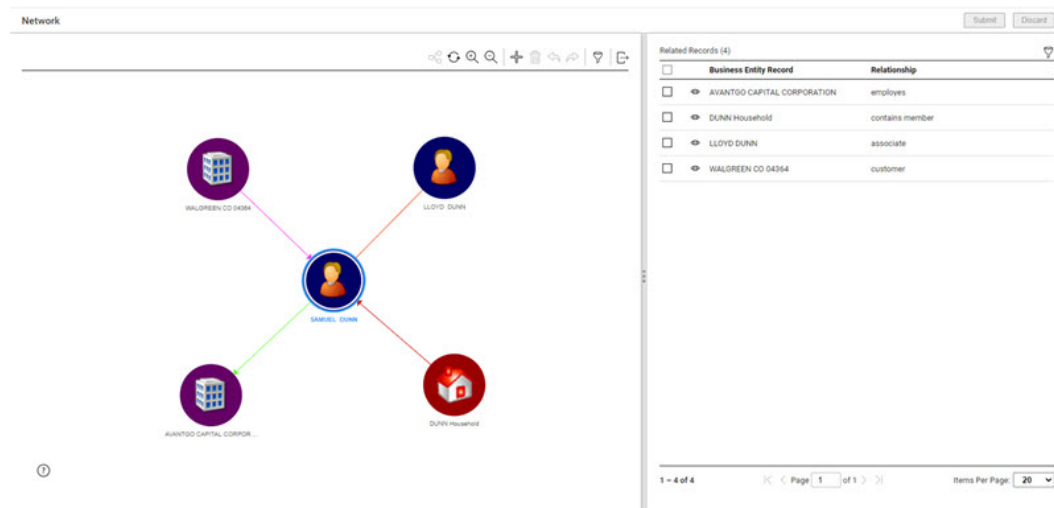 Network
Submit Discard
WALGREEN CO 04364
LLOYD DUNN
SAMUEL DUNN
AVANTGO CAPITAL CORPOR...
DUNN Household
?
Related Records (4)
Business Entity Record Relationship
AVANTGO CAPITAL CORPORATION employes
DUNN Household contains member
LLOYD DUNN associate
WALGREEN CO 04364 customer
1 – 4 of 4 Page 1 of 1 Items Per Page: 20